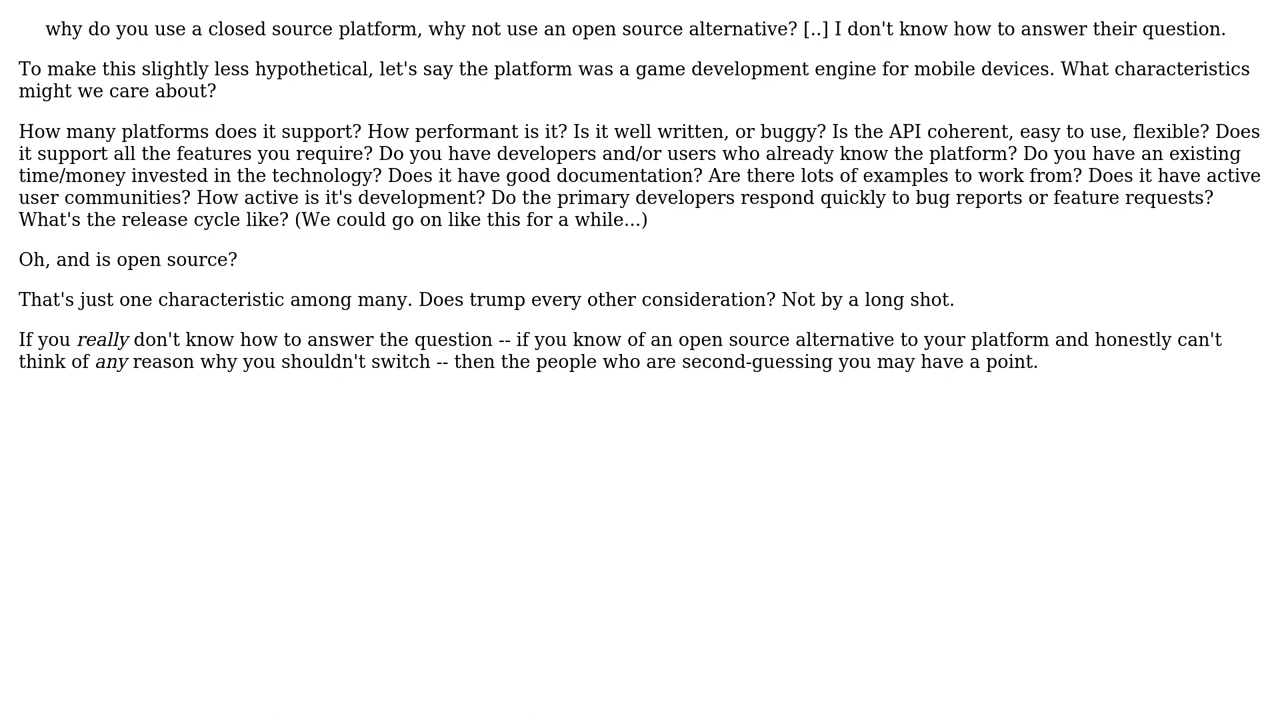 why do you use a closed source platform, why not use an open source alternative? [..] I don't know how to answer their question.
To make this slightly less hypothetical, let's say the platform was a game development engine for mobile devices. What characteristics
might we care about?
How many platforms does it support? How performant is it? Is it well written, or buggy? Is the API coherent, easy to use, flexible? Does
it support all the features you require? Do you have developers and/or users who already know the platform? Do you have an existing
time/money invested in the technology? Does it have good documentation? Are there lots of examples to work from? Does it have active
user communities? How active is it's development? Do the primary developers respond quickly to bug reports or feature requests?
What's the release cycle like? (We could go on like this for a while...)
Oh, and is open source?
That's just one characteristic among many. Does trump every other consideration? Not by a long shot.
If you really don't know how to answer the question -- if you know of an open source alternative to your platform and honestly can't
think of any reason why you shouldn't switch -- then the people who are second-guessing you may have a point.